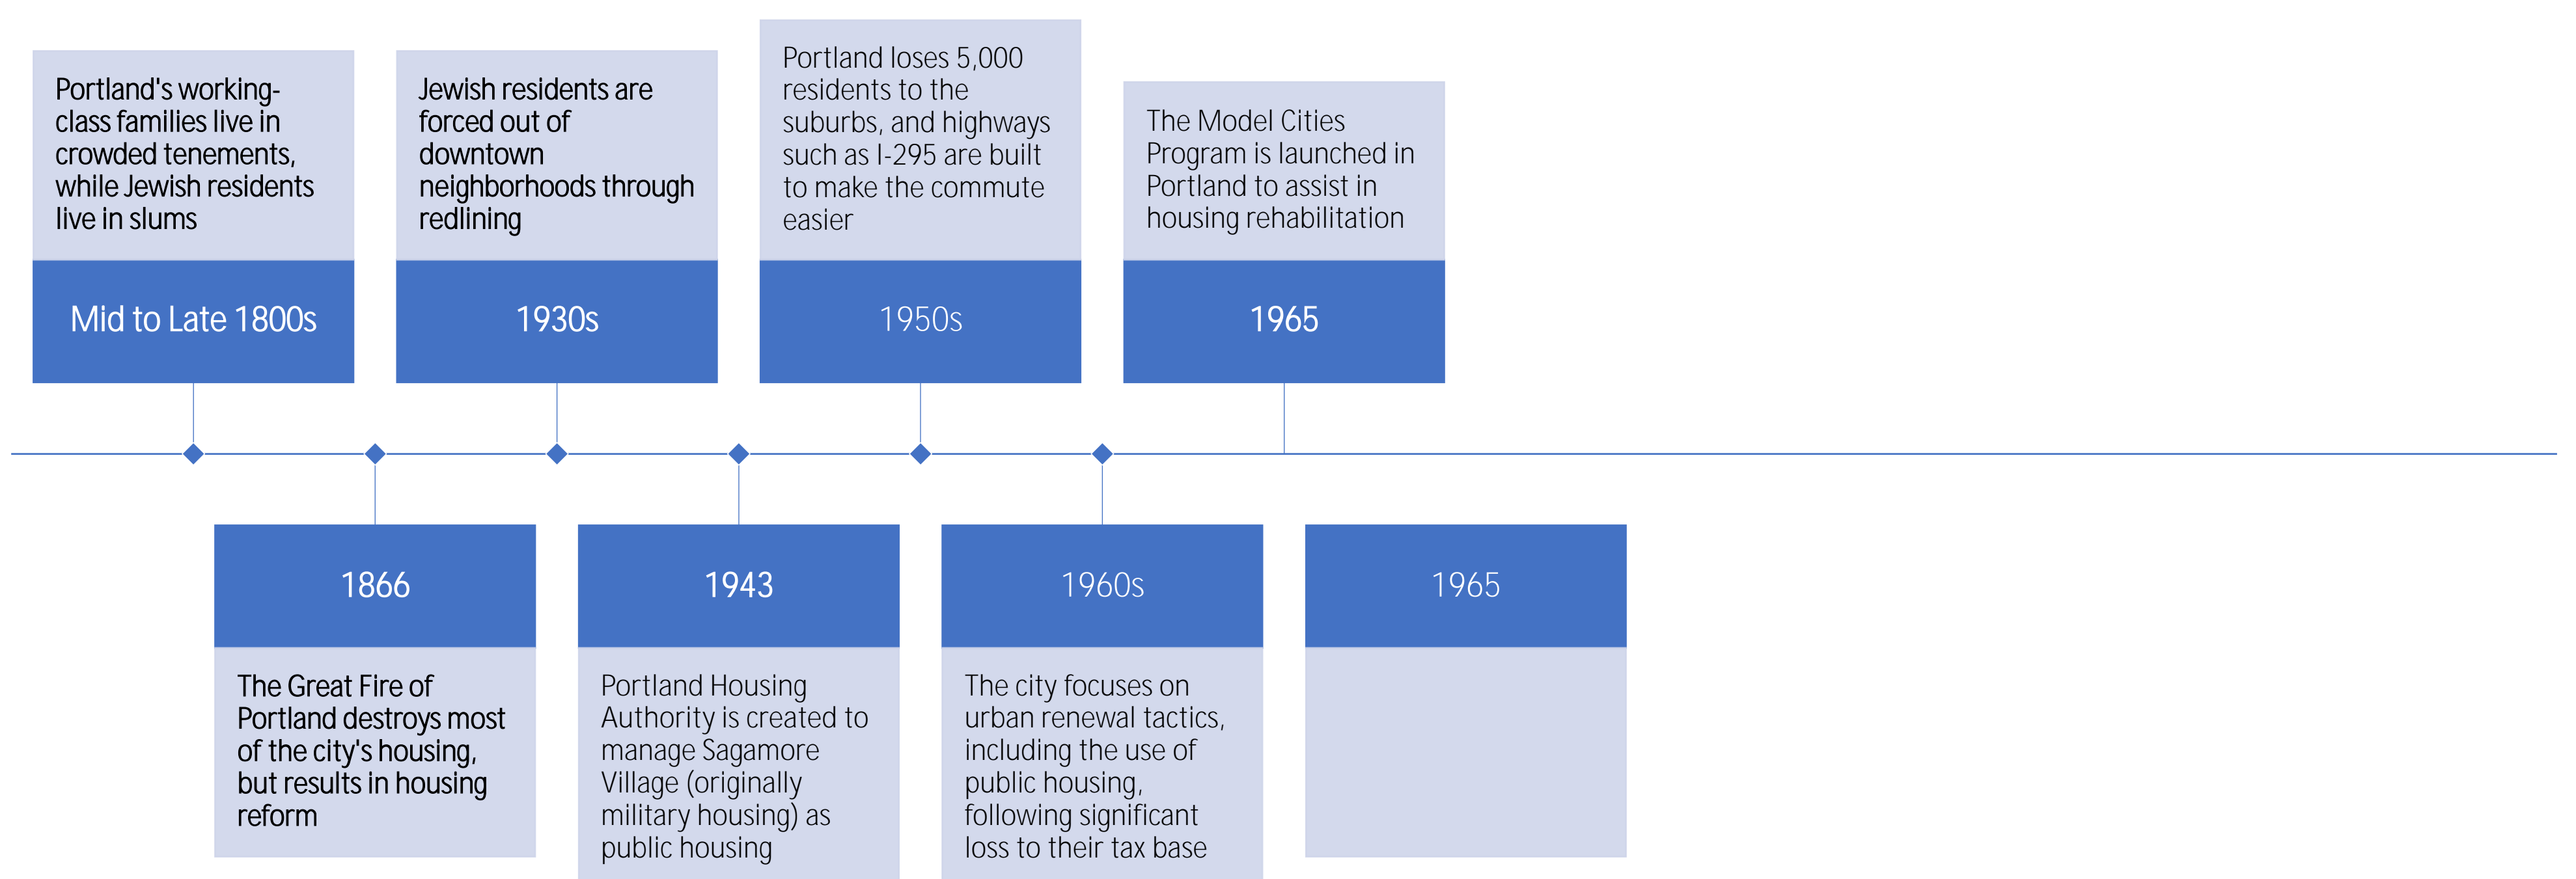 Portland's working-
class families live in
crowded tenements,
while Jewish residents
live in slums
Mid to Late 1800s
The Great Fire of
Portland destroys most
of the city's housing,
but results in housing
reform
1866
Jewish residents are
forced out of
downtown
neighborhoods through
redlining
1930s
1943
Portland Housing
Authority is created to
manage Sagamore
Village (originally
military housing) as
public housing
Portland loses 5,000
residents to the
suburbs, and highways
such as I-295 are built
to make the commute
easier
1950s
1960s
The city focuses on
urban renewal tactics,
including the use of
public housing,
following significant
loss to their tax base
The Model Cities
Program is launched in
Portland to assist in
housing rehabilitation
1965
1965